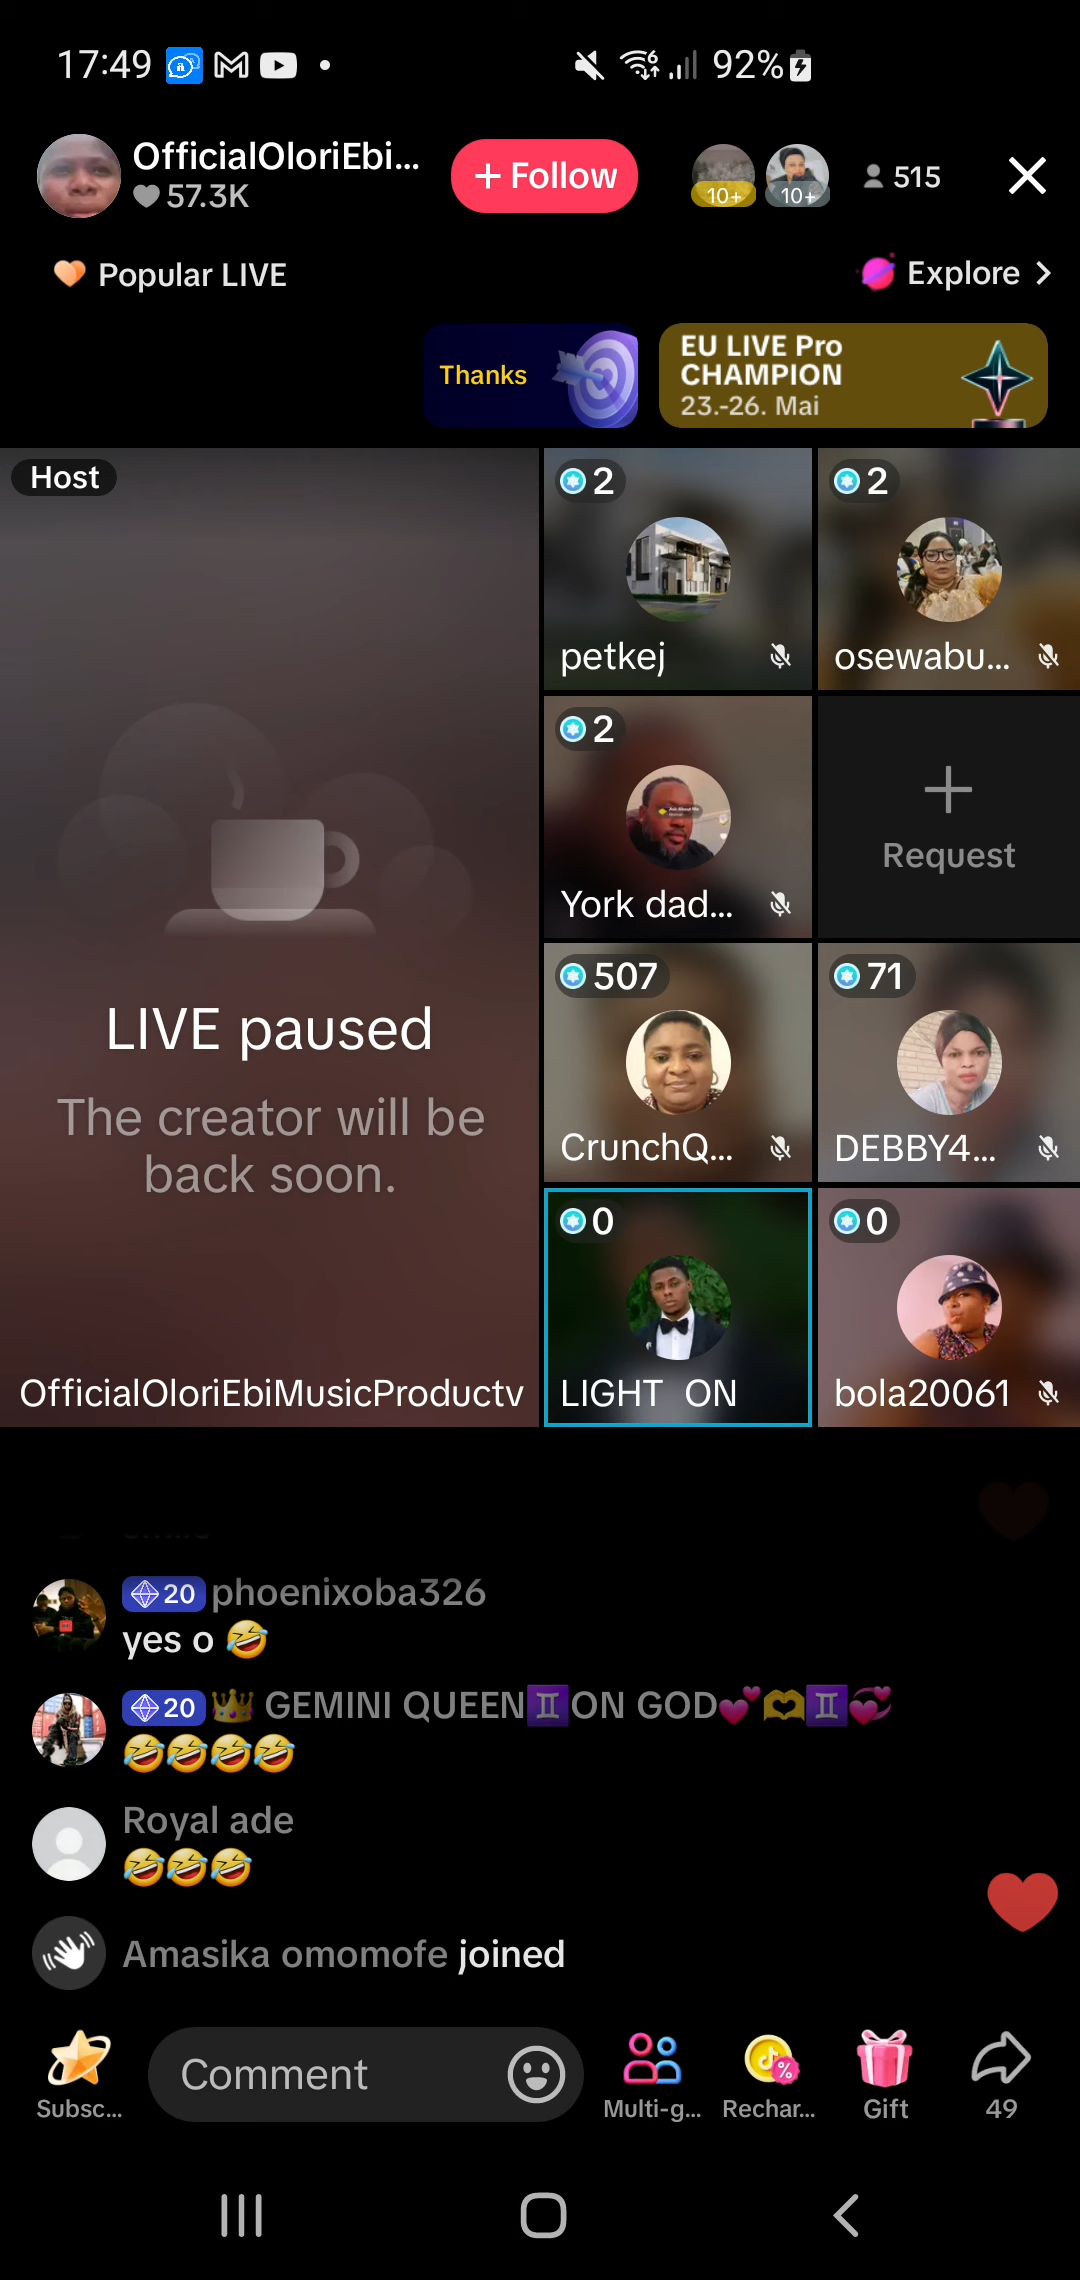 17:49
92%
OfficialOloriEbi...
57.3K
+ Follow
10+
10+
515
Popular LIVE
Explore >
Thanks
EU LIVE Pro
CHAMPION
23.-26. Mai
Host
LIVE paused
The creator will be
back soon.
OfficialOloriEbiMusicProductv
2
petkej
2
osewabu...
2
York dad...
Request
507
CrunchQ...
71
DEBBY4...
0
LIGHT ON
0
bola20061
20 phoenixoba326
yes o 🤣
20 👑 GEMINI QUEEN♊ON GOD💕🫶♊💞
🤣🤣🤣🤣
Royal ade
🤣🤣🤣
Amasika omomofe joined
Subsc...
Comment
Multi-g...
Rechar...
Gift
49